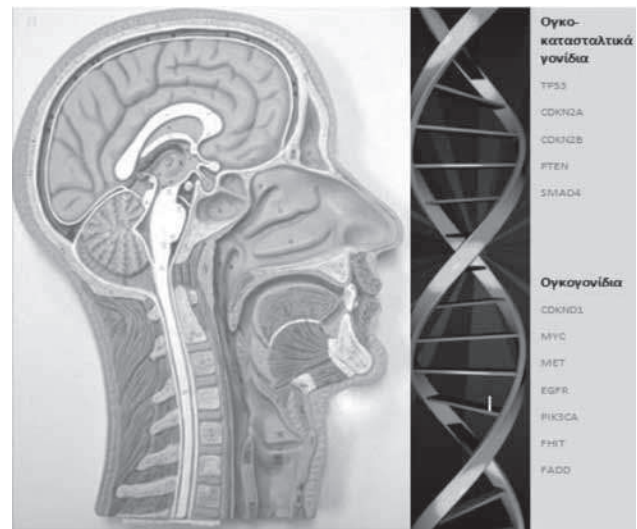 Ογκο-
κατασταλτικά
γονίδια
TP53
CDKN2A
CDKN2B
PTEN
SMAD4
Ογκογονίδια
CDKND1
MYC
MET
EGFR
PIK3CA
FHIT
FADD